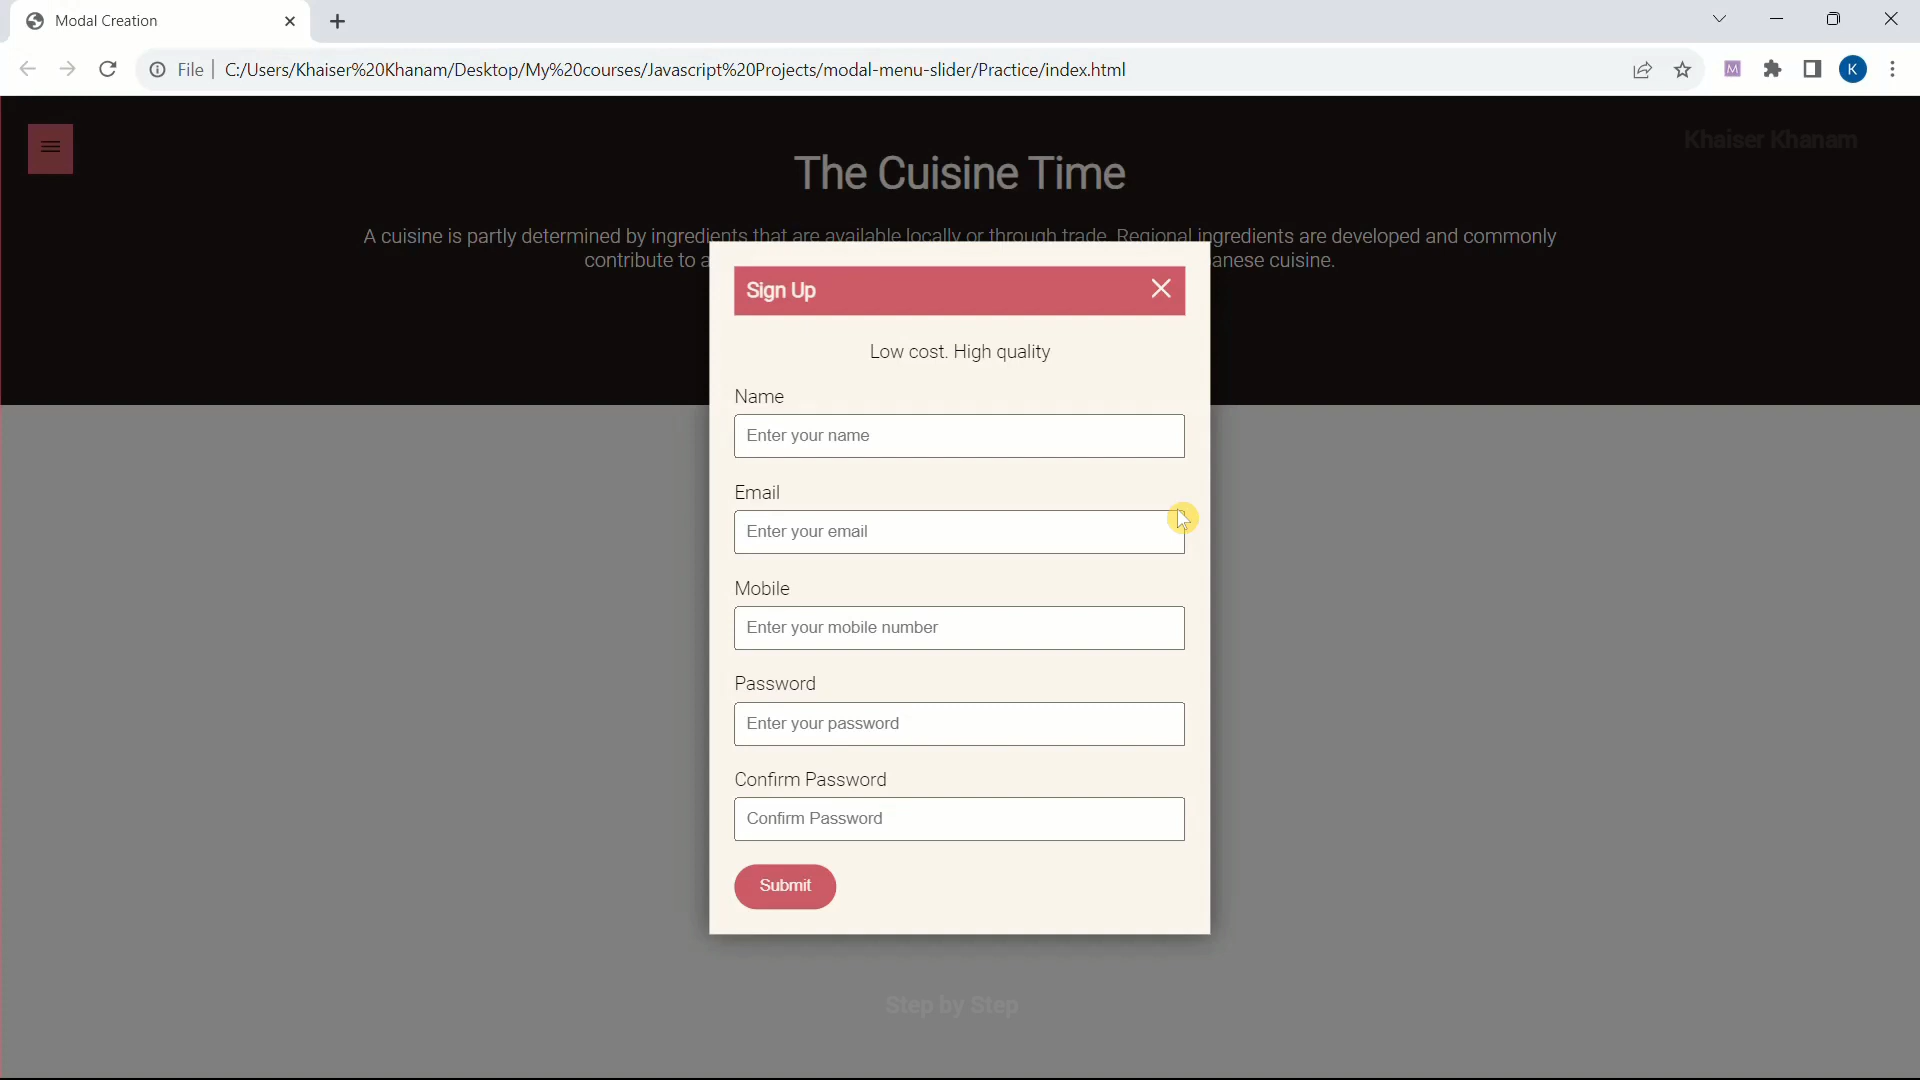 Modal Creation
File
C:/Users/Khaiser%20Khanam/Desktop/My%20courses/Javascript%20Projects/modal-menu-slider/Practice/index.html
M
K
Khaiser Khanam
The Cuisine Time
A cuisine is partly determined by ingredients that are available locally or through trade. Regional ingredients are developed and commonly
contribute to a
anese cuisine.
Sign Up
Low cost. High quality
Name
Enter your name
Email
Enter your email
Mobile
Enter your mobile number
Password
Enter your password
Confirm Password
Confirm Password
Submit
Step by Step